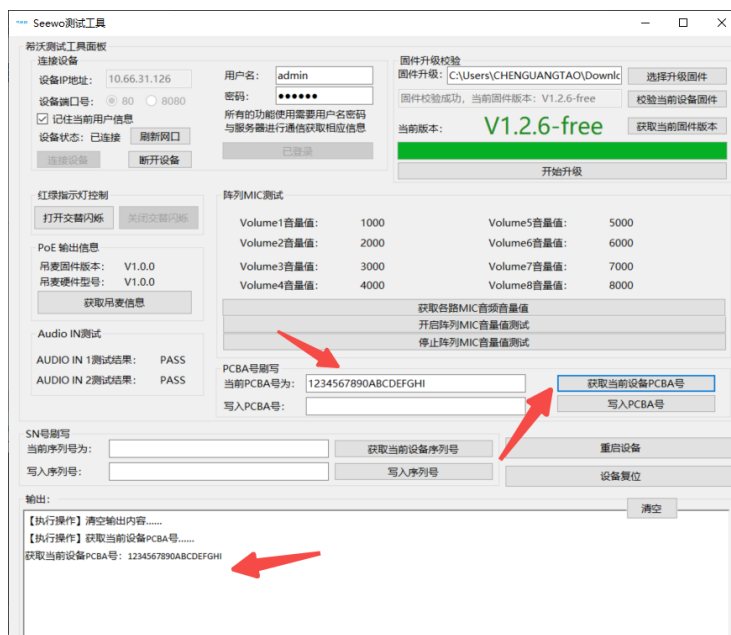 Seewo测试工具
希沃测试工具面板
连接设备
设备IP地址: 10.66.31.126
设备端口号: 80 8080
记住当前用户信息
设备状态: 已连接 刷新网口
连接设备 断开设备
用户名: admin
密码: ●●●●●●
所有的功能使用需要用户名密码
与服务器进行通信获取相应信息
已登录
固件升级校验
固件升级: C:\Users\CHENGUANGTAO\Downlc 选择升级固件
固件校验成功,当前固件版本: V1.2.6-free 校验当前设备固件
当前版本: V1.2.6-free 获取当前固件版本
开始升级
红绿指示灯控制
打开交替闪烁 关闭交替闪烁
PoE 输出信息
吊麦固件版本: V1.0.0
吊麦硬件型号: V1.0.0
获取吊麦信息
Audio IN测试
AUDIO IN 1测试结果: PASS
AUDIO IN 2测试结果: PASS
阵列MIC测试
Volume1音量值: 1000 Volume5音量值: 5000
Volume2音量值: 2000 Volume6音量值: 6000
Volume3音量值: 3000 Volume7音量值: 7000
Volume4音量值: 4000 Volume8音量值: 8000
获取各路MIC音频音量值
开启阵列MIC音量值测试
停止阵列MIC音量值测试
PCBA号刷写
当前PCBA号为: 1234567890ABCDEFGHI 获取当前设备PCBA号
写入PCBA号: 写入PCBA号
SN号刷写
当前序列号为: 获取当前设备序列号
写入序列号: 写入序列号
重启设备
设备复位
输出:
清空
【执行操作】清空输出内容......
【执行操作】获取当前设备PCBA号......
获取当前设备PCBA号: 1234567890ABCDEFGHI